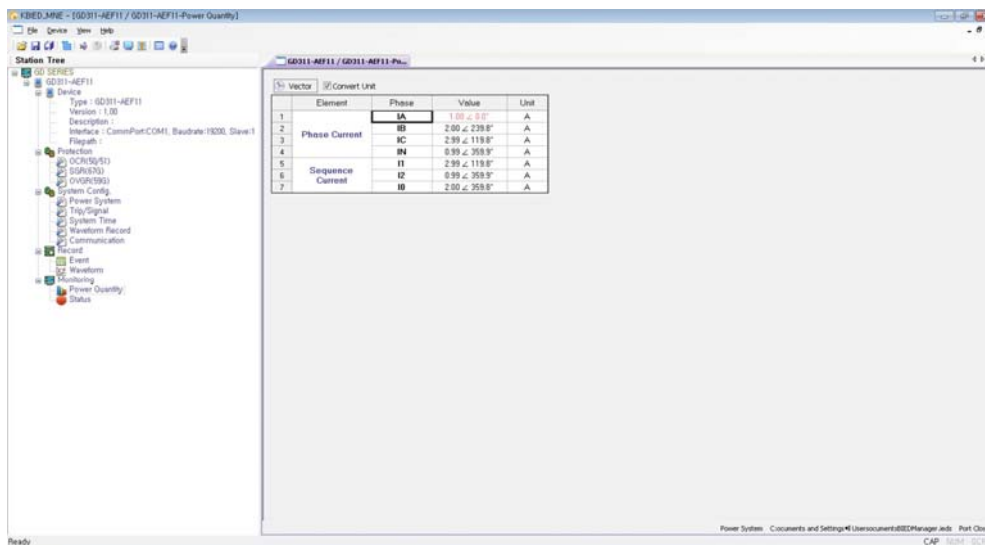 KBIED_MNE - [GD311-AEF11 / GD311-AEF11-Power Quantity]
File Device View Help
Station Tree
GD311-AEF11 / GD311-AEF11-Po...
GD SERIES
GD311-AEF11
Device
Type : GD311-AEF11
Version : 1,00
Description :
Interface : CommPort:COM1, Baudrate:19200, Slave:1
Filepath :
Protection
OCR(50/51)
SGR(67G)
OVGR(59G)
System Config.
Power System
Trip/Signal
System Time
Waveform Record
Communication
Record
Event
Waveform
Monitoring
Power Quantity
Status
Vector Convert Unit
Element Phase Value Unit
Phase Current
1 IA 1.00 ∠ 0.0° A
2 IB 2.00 ∠ 239.8° A
3 IC 2.99 ∠ 119.8° A
4 IN 0.99 ∠ 359.9° A
Sequence Current
5 I1 2.99 ∠ 119.8° A
6 I2 0.99 ∠ 359.9° A
7 I0 2.00 ∠ 359.8° A
Power System
Ready
CAP NUM SCR